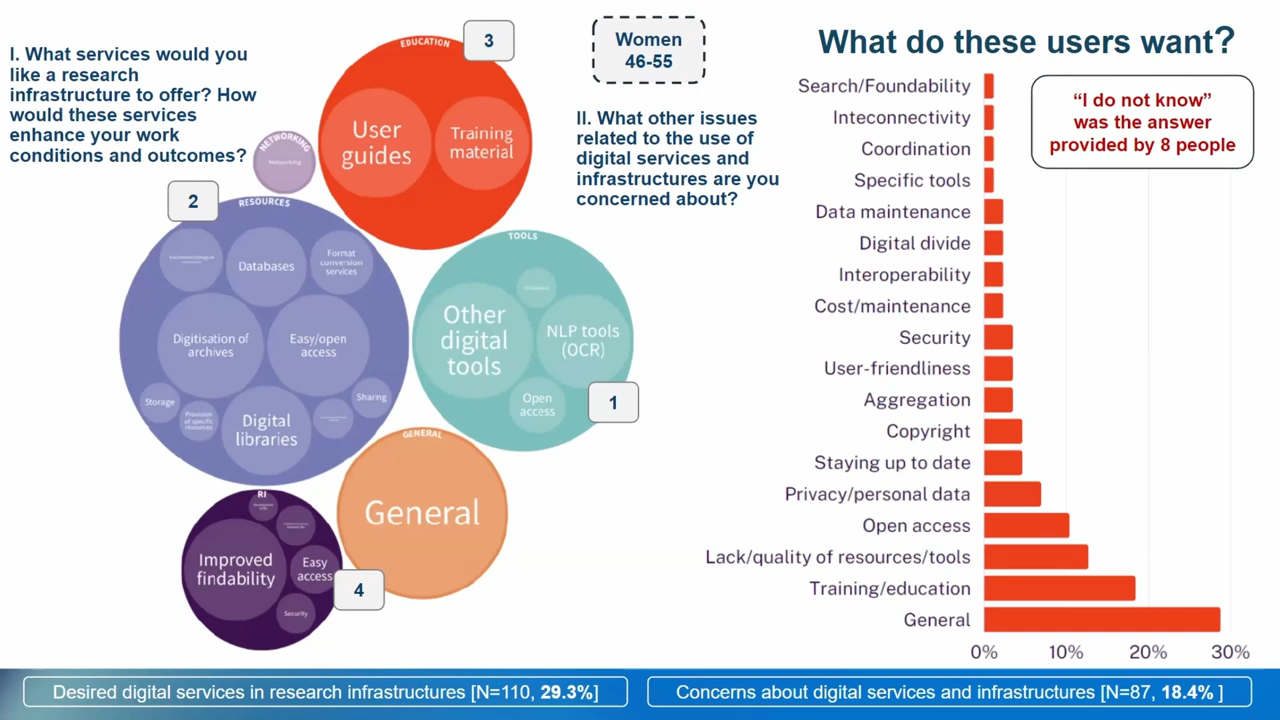 What do these users want?
Women
46-55
I. What services would you
like a research
infrastructure to offer? How
would these services
enhance your work
conditions and outcomes?
3
EDUCATION
User
guides
Training
material
NETWORKING
Networking
2
RESOURCES
Databases
Format
conversion
services
Digitisation of
archives
Easy/open
access
Storage
Provision
of specific
resources
Digital
libraries
Sharing
TOOLS
Other
digital
tools
NLP tools
(OCR)
Open
access
1
GENERAL
General
RI
Improved
findability
Easy
access
Security
4
II. What other issues
related to the use of
digital services and
infrastructures are you
concerned about?
“I do not know”
was the answer
provided by 8 people
Search/Foundability
Inteconnectivity
Coordination
Specific tools
Data maintenance
Digital divide
Interoperability
Cost/maintenance
Security
User-friendliness
Aggregation
Copyright
Staying up to date
Privacy/personal data
Open access
Lack/quality of resources/tools
Training/education
General
0% 10% 20% 30%
Desired digital services in research infrastructures [N=110, 29.3%]
Concerns about digital services and infrastructures [N=87, 18.4% ]